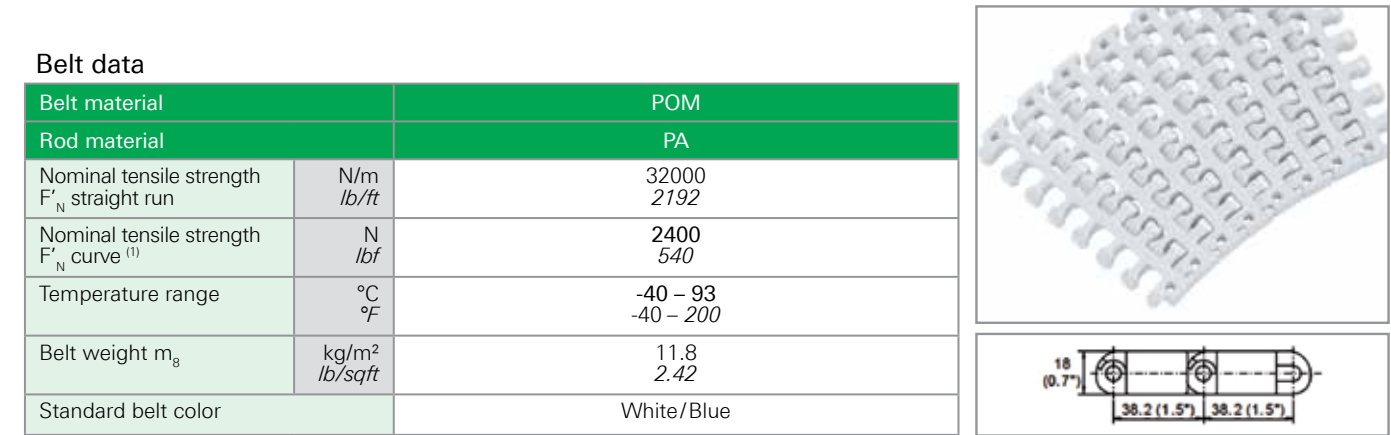 Belt data
Belt material POM
Rod material PA
Nominal tensile strength N/m 32000
F′N straight run lb/ft 2192
Nominal tensile strength N 2400
F′N curve (1) lbf 540
Temperature range °C -40 – 93
°F -40 – 200
Belt weight m8 kg/m² 11.8
lb/sqft 2.42
Standard belt color White/Blue
18
(0.7")
38.2 (1.5") 38.2 (1.5")